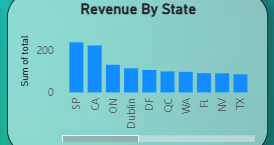 Revenue By State
Sum of total
200
0
SP
CA
ON
Dublin
DF
QC
WA
FL
NV
TX